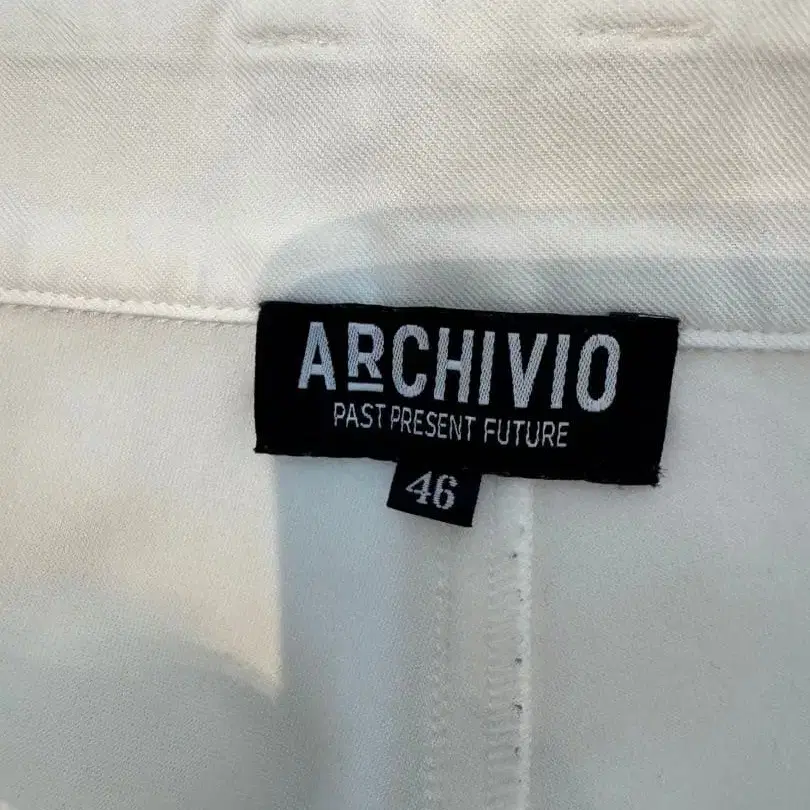 ARCHIVIO
PAST PRESENT FUTURE
46